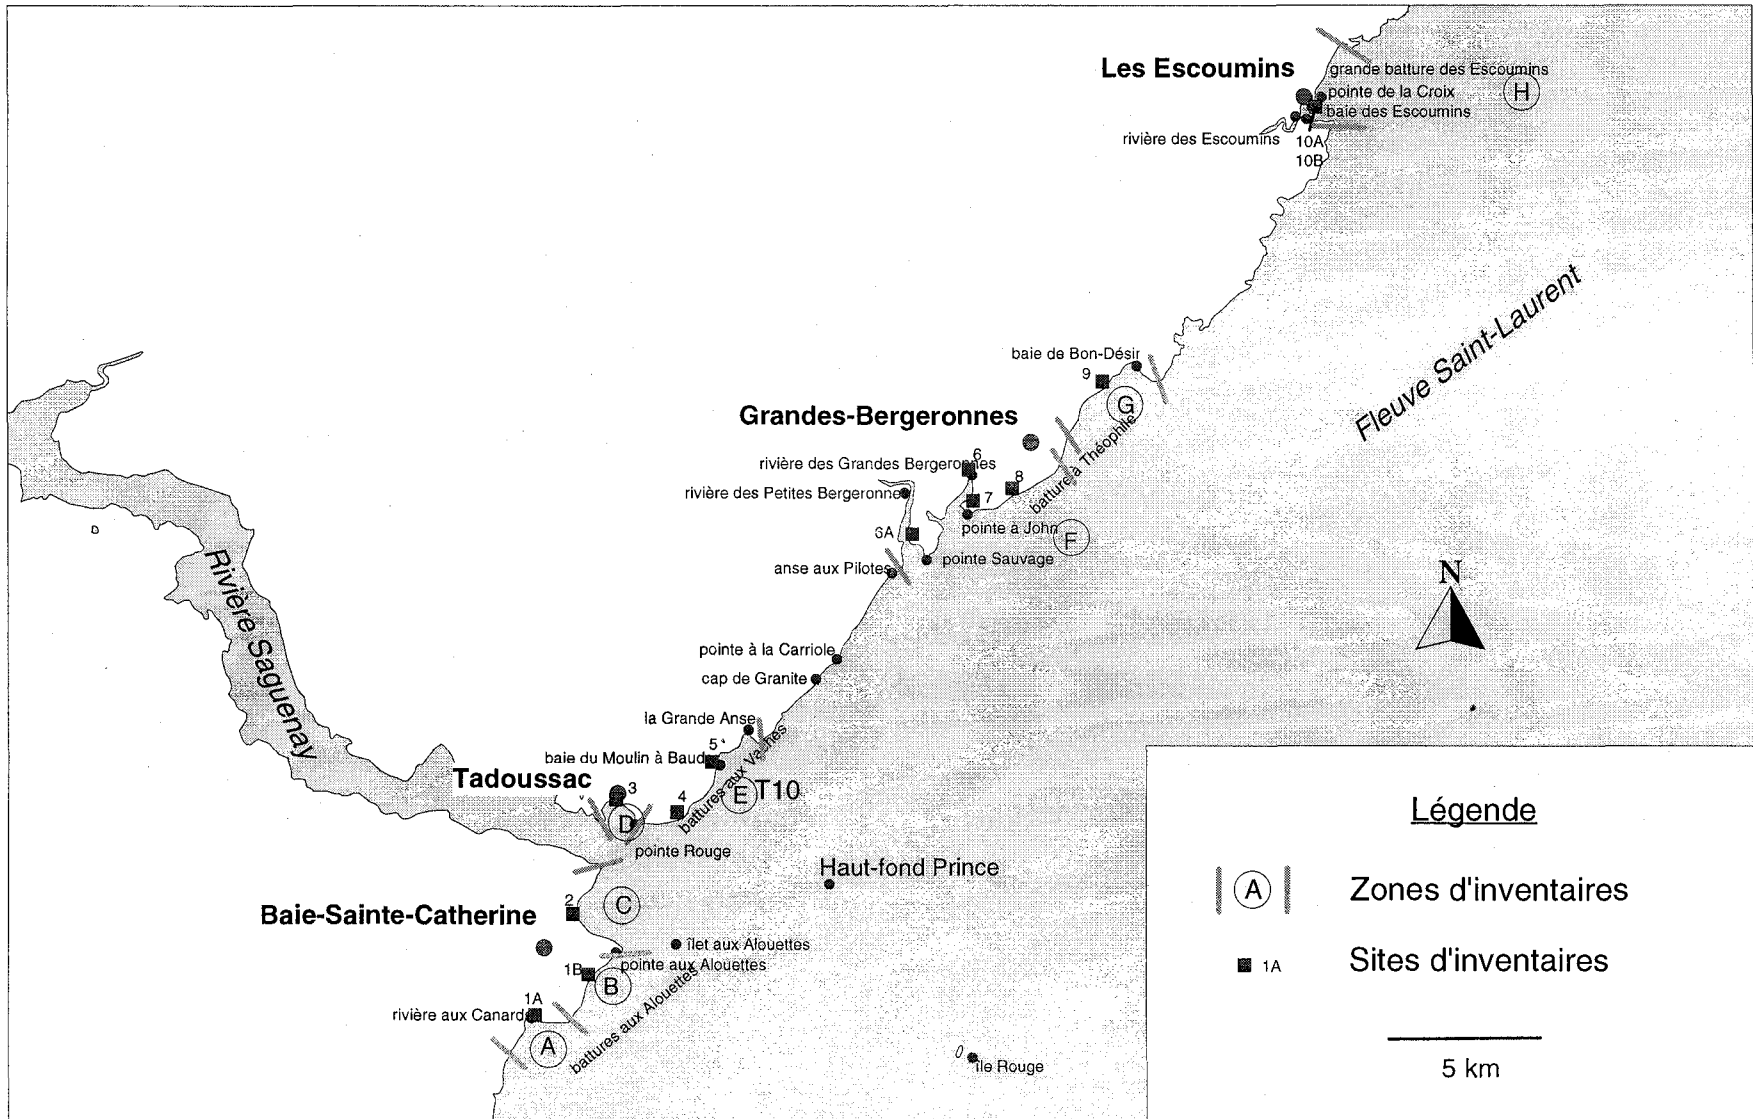 Les Escoumins
grande batture des Escoumins
pointe de la Croix
H
baie des Escoumins
rivière des Escoumins
10A
10B
Fleuve Saint-Laurent
baie de Bon-Désir
9
G
Grandes-Bergeronnes
batture à Théophile
6
rivière des Grandes Bergeronnes
8
rivière des Petites Bergeronne
7
pointe à John
F
6A
pointe Sauvage
anse aux Pilotes
N
Rivière Saguenay
pointe à la Carriole
cap de Granite
la Grande Anse
5
baie du Moulin à Baude
battures aux Vaches
Tadoussac
3
4
E
T10
D
pointe Rouge
Haut-fond Prince
2
C
Baie-Sainte-Catherine
îlet aux Alouettes
pointe aux Alouettes
1B
B
1A
rivière aux Canard
battures aux Alouettes
A
île Rouge
Légende
A
Zones d'inventaires
1A
Sites d'inventaires
5 km